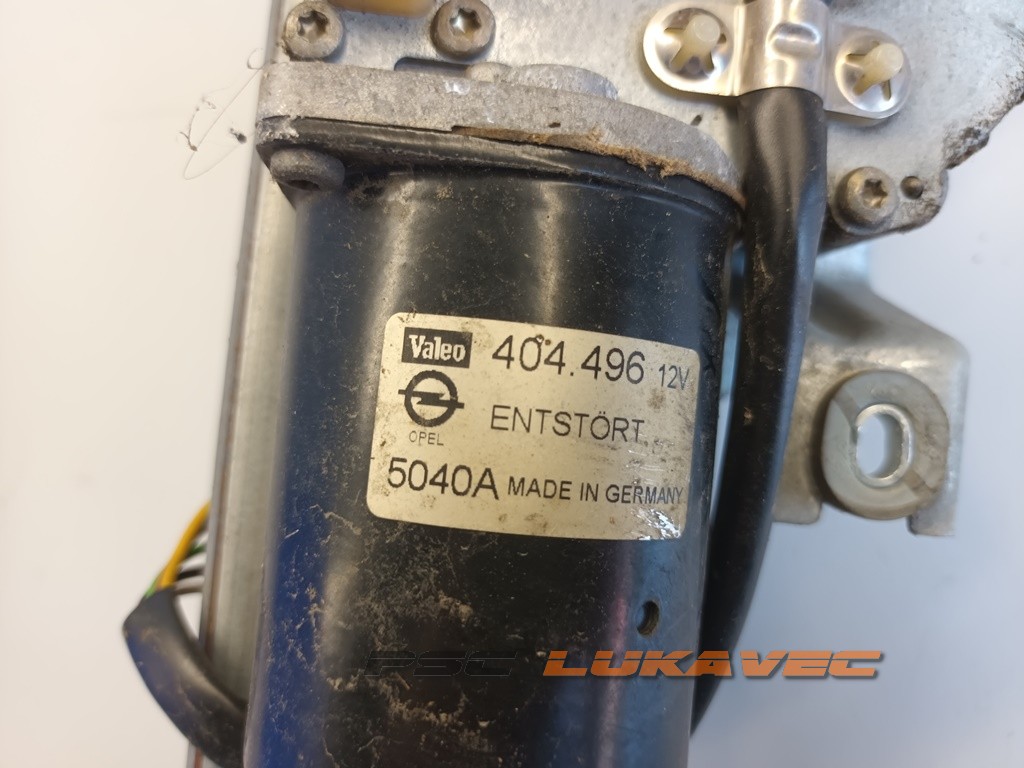 Valeo 404.496 12V
OPEL ENTSTÖRT
5040A MADE IN GERMANY
PSC LUKAVEC